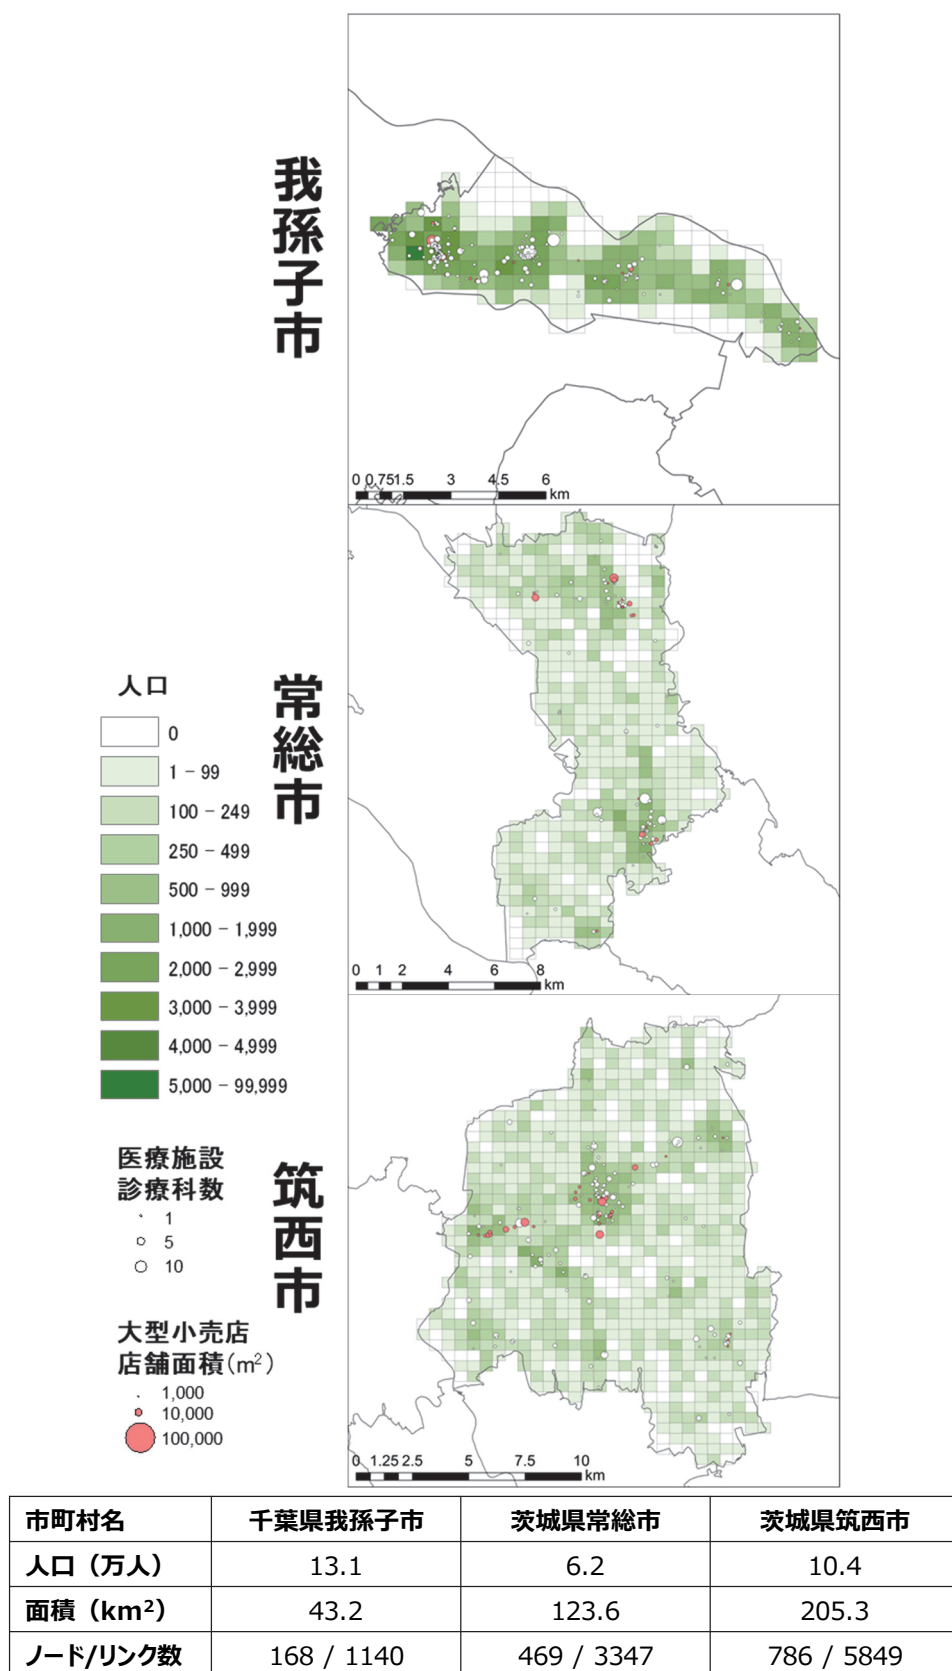 我孫子市
0 0.75 1.5 3 4.5 6 km
常総市
0 1 2 4 6 8 km
人口
0
1 - 99
100 - 249
250 - 499
500 - 999
1,000 - 1,999
2,000 - 2,999
3,000 - 3,999
4,000 - 4,999
5,000 - 99,999
医療施設
診療科数
1
5
10
大型小売店
店舗面積(m²)
1,000
10,000
100,000
筑西市
0 1.25 2.5 5 7.5 10 km
市町村名 千葉県我孫子市 茨城県常総市 茨城県筑西市
人口（万人） 13.1 6.2 10.4
面積（km²） 43.2 123.6 205.3
ノード/リンク数 168 / 1140 469 / 3347 786 / 5849